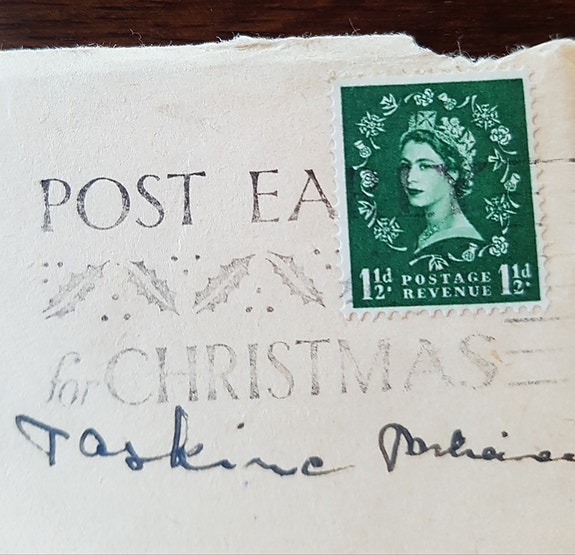 POST EA
1½d POSTAGE REVENUE 1½d
for CHRISTMAS